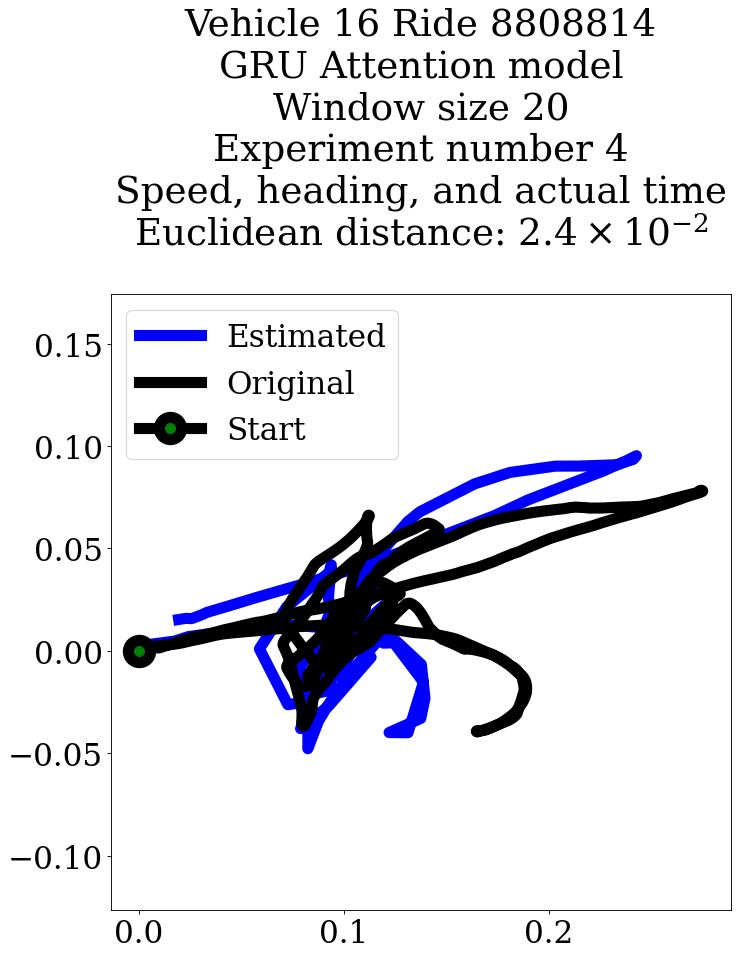 Vehicle 16 Ride 8808814
GRU Attention model
Window size 20
Experiment number 4
Speed, heading, and actual time
Euclidean distance: 2.4 × 10⁻²
Estimated
Original
Start
0.15
0.10
0.05
0.00
−0.05
−0.10
0.0 0.1 0.2